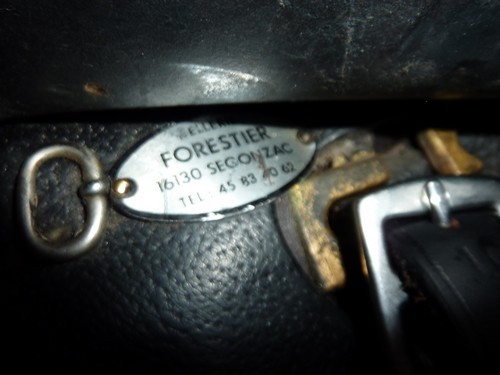 FORESTIER
16130 SEGONZAC
TEL. 45 83 40 62